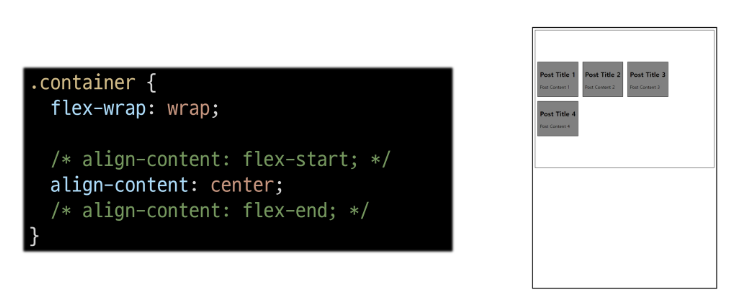 .container {
flex-wrap: wrap;
/* align-content: flex-start; */
align-content: center;
/* align-content: flex-end; */
}
Post Title 1 Post Title 2 Post Title 3
Post Content 1 Post Content 2 Post Content 3
Post Title 4
Post Content 4